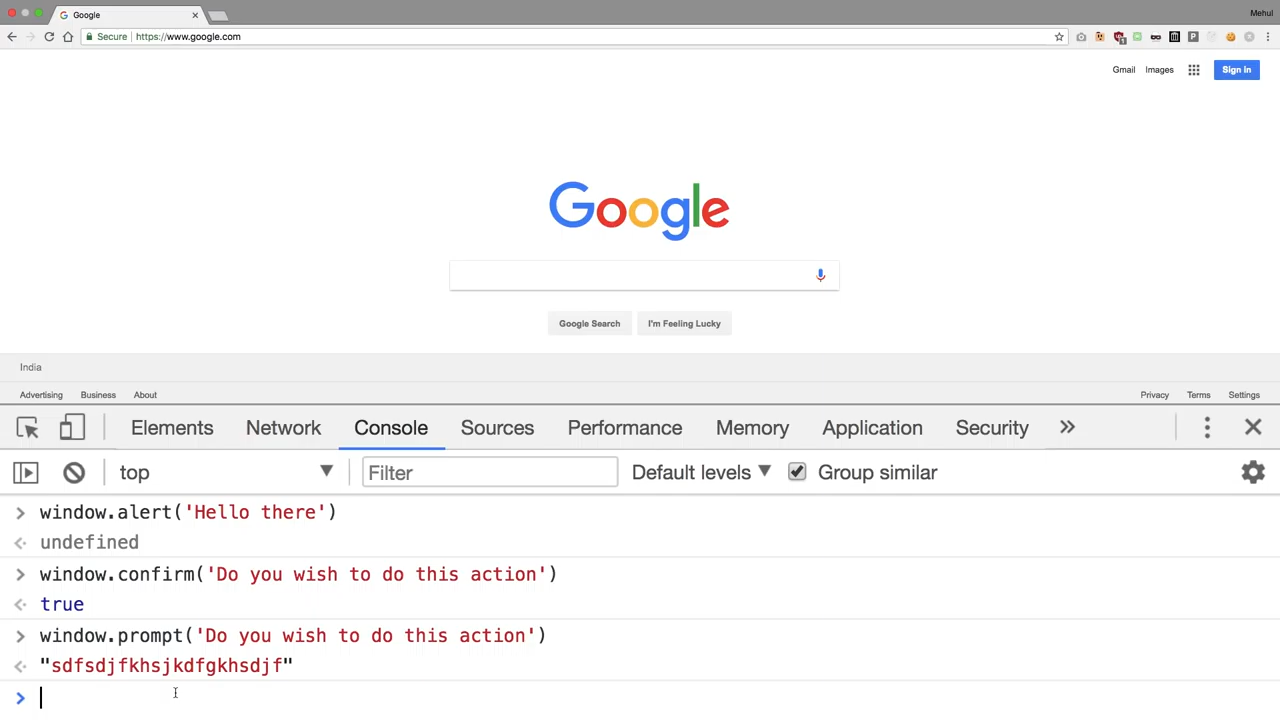 Google
Mehul
Secure | https://www.google.com
1
P
Gmail Images Sign in
Google
Google Search I'm Feeling Lucky
India
Advertising Business About Privacy Terms Settings
Elements Network Console Sources Performance Memory Application Security »
top Filter Default levels Group similar
> window.alert('Hello there')
undefined
> window.confirm('Do you wish to do this action')
true
> window.prompt('Do you wish to do this action')
"sdfsdjfkhsjkdfgkhsdjf"
>